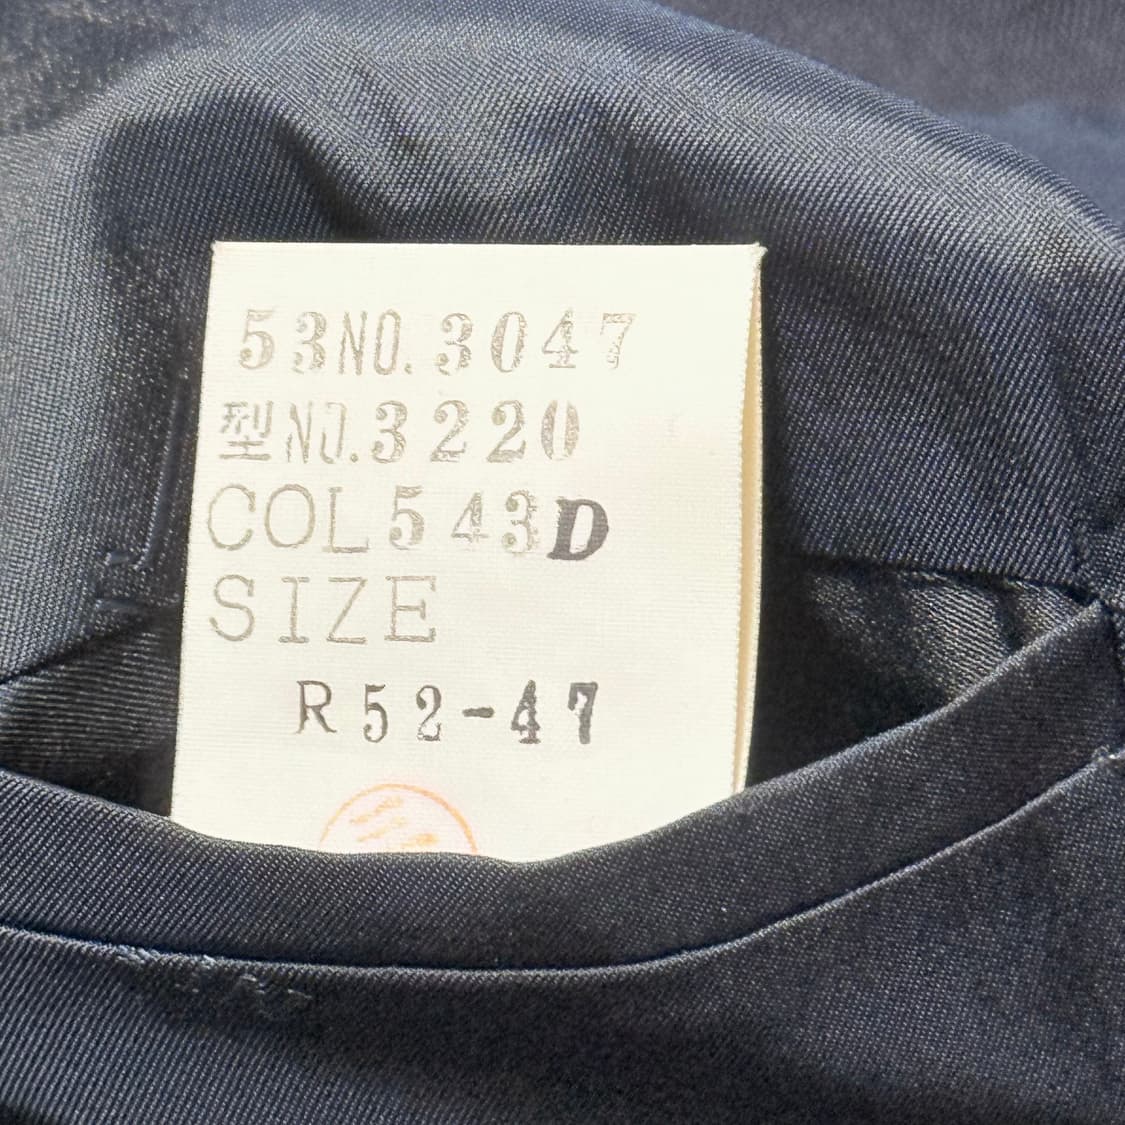 53NO.3047
型NO.3220
COL543D
SIZE
R52-47